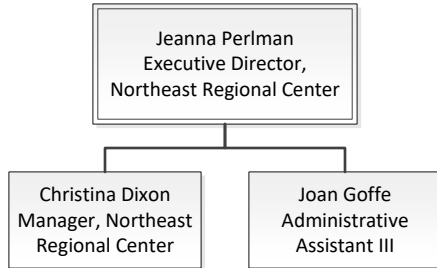 Jeanna Perlman
Executive Director,
Northeast Regional Center
Christina Dixon
Manager, Northeast
Regional Center
Joan Goffe
Administrative
Assistant III